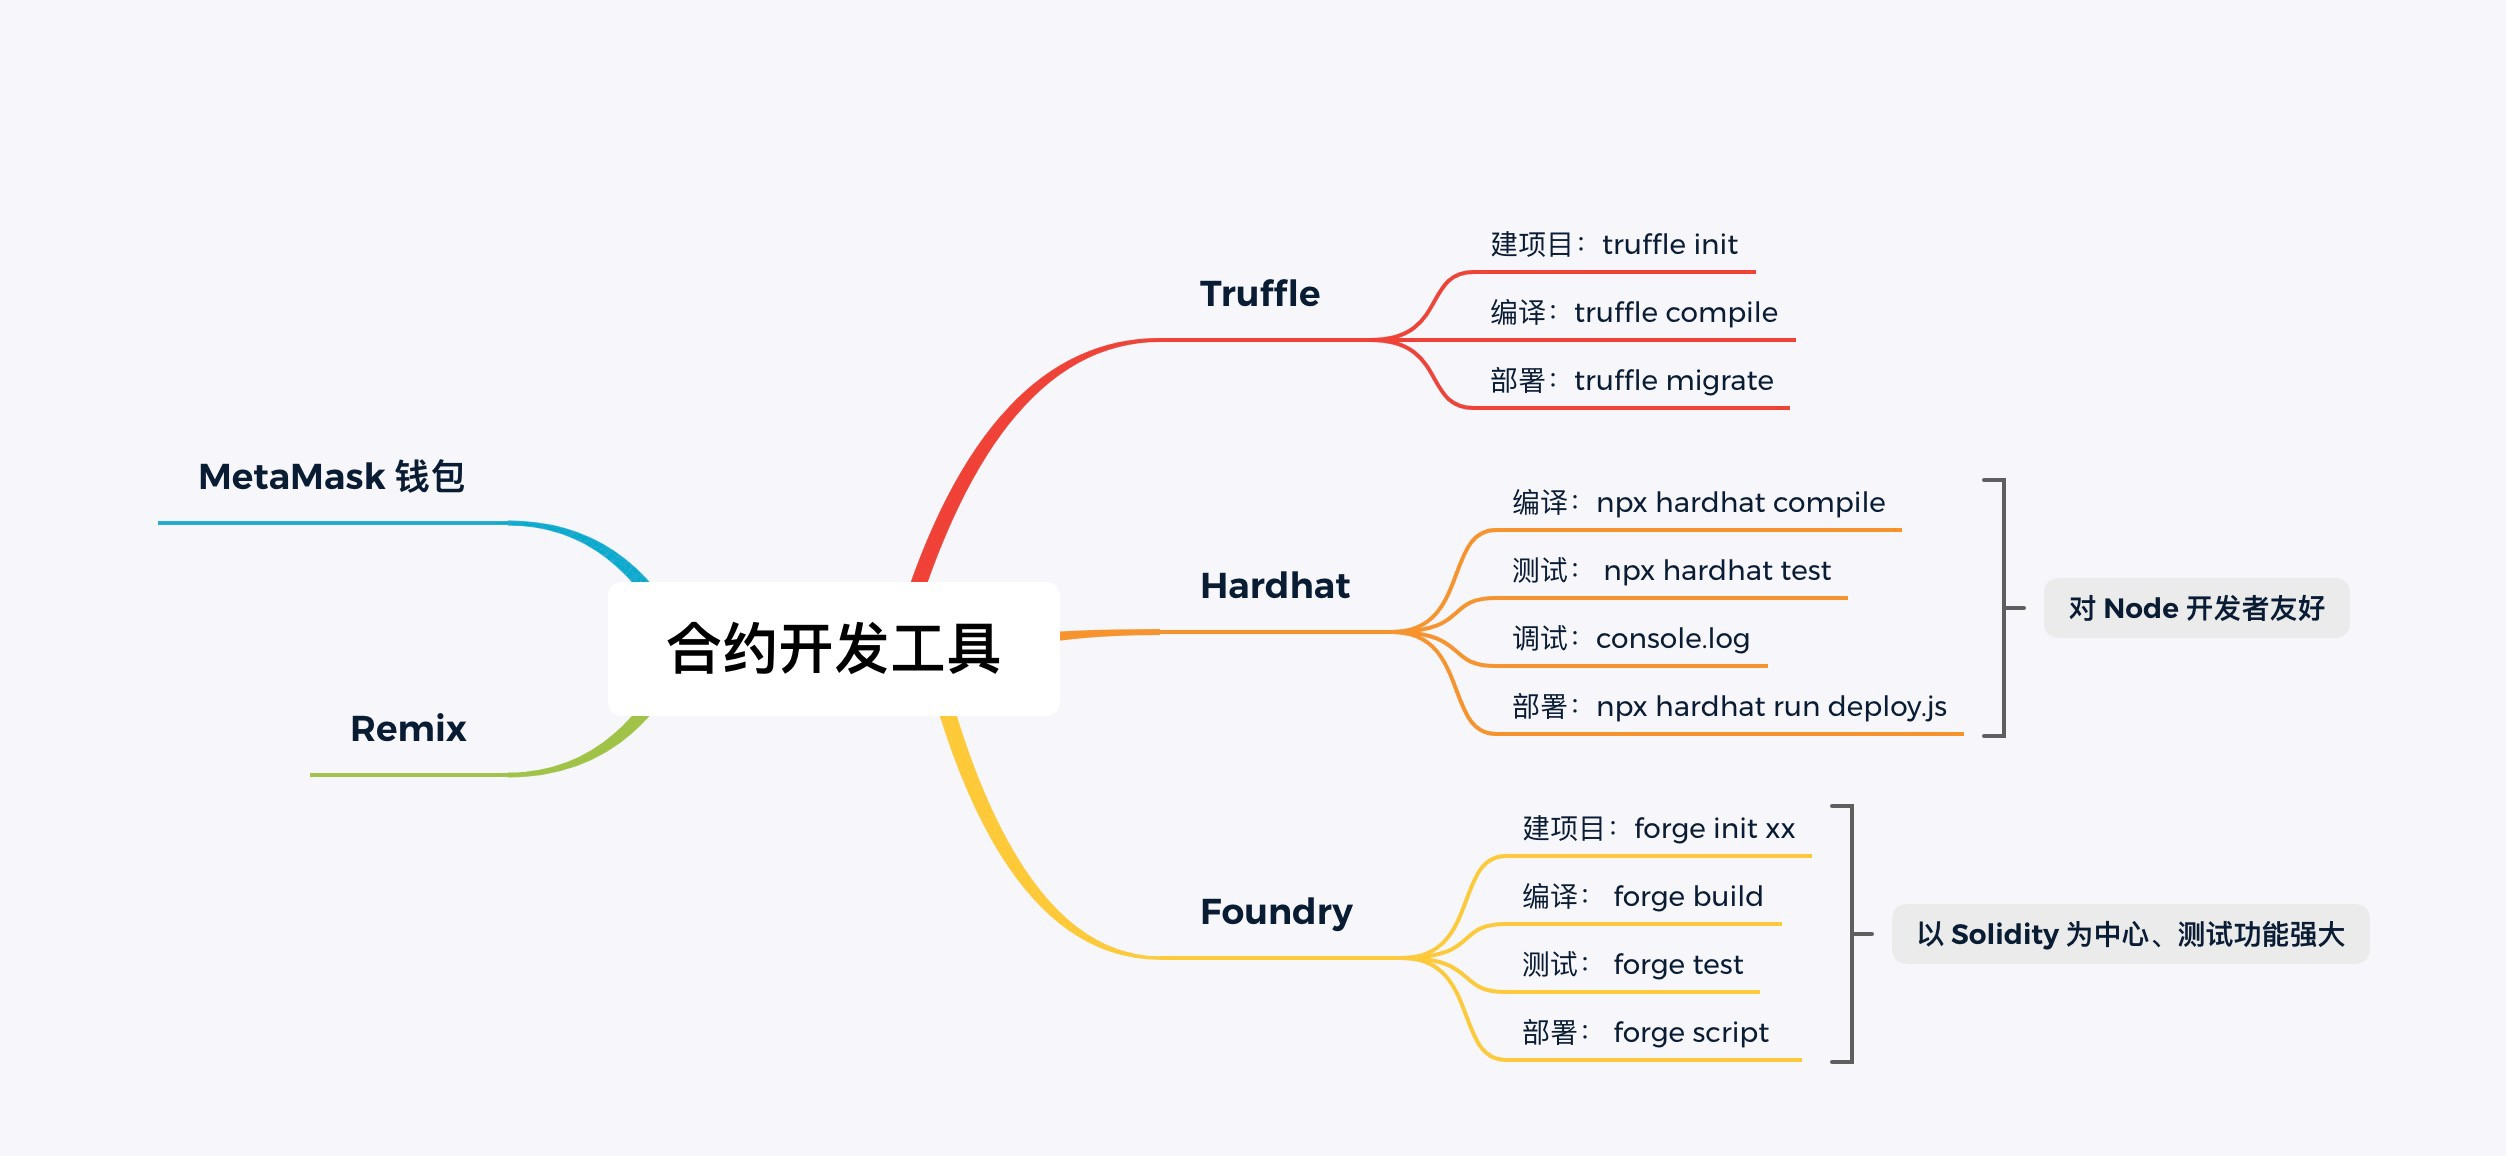 合约开发工具
Truffle
建项目：truffle init
编译：truffle compile
部署：truffle migrate
Hardhat
编译：npx hardhat compile
测试： npx hardhat test
调试：console.log
部署：npx hardhat run deploy.js
对 Node 开发者友好
Foundry
建项目：forge init xx
编译： forge build
测试： forge test
部署： forge script
以 Solidity 为中心、测试功能强大
MetaMask 钱包
Remix